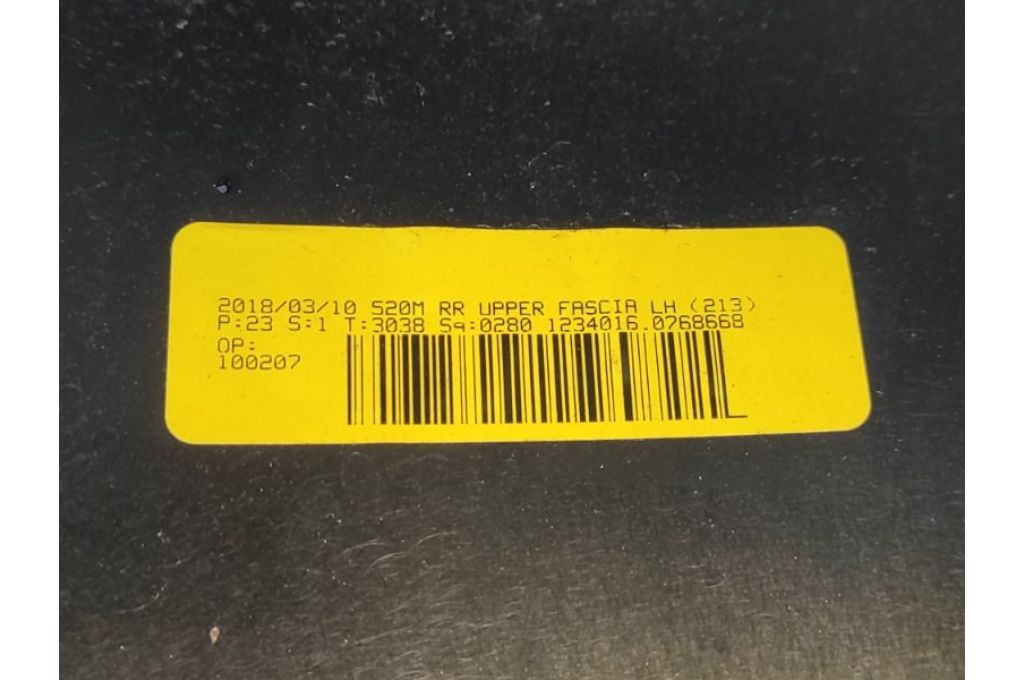 2018/03/10 520M RR UPPER FASCIA LH (213)
P:23 S:1 T:3038 Sq:0280 1234016.0768668
OP:
100207